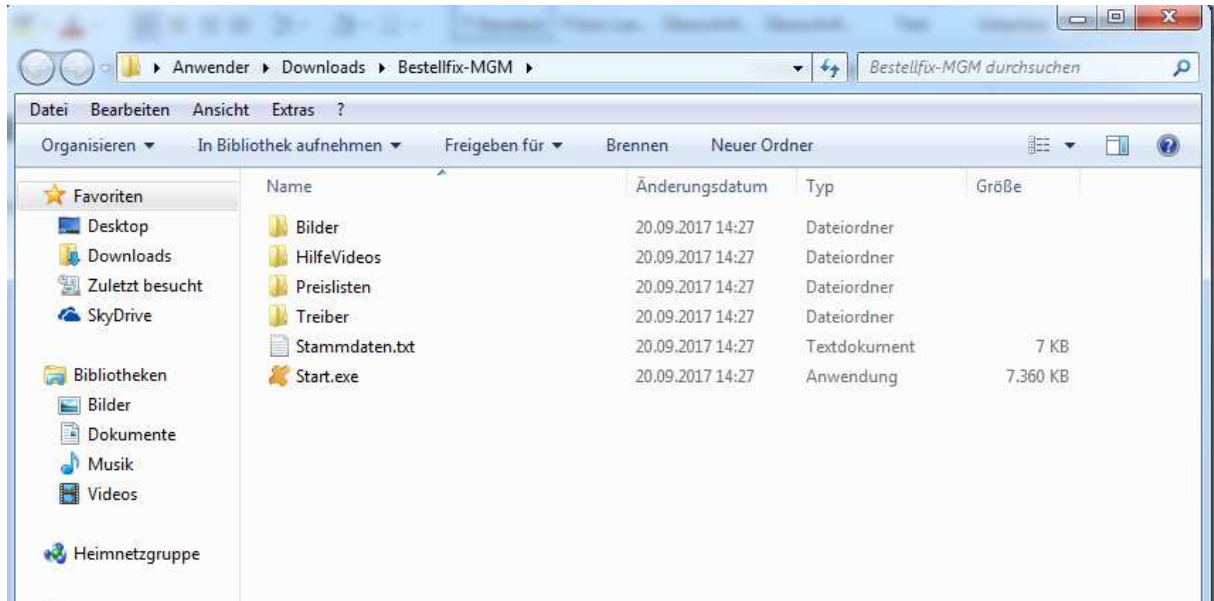 Anwender ▸ Downloads ▸ Bestellfix-MGM ▸
Bestellfix-MGM durchsuchen
Datei Bearbeiten Ansicht Extras ?
Organisieren In Bibliothek aufnehmen Freigeben für Brennen Neuer Ordner
Name Änderungsdatum Typ Größe
Favoriten
Desktop
Downloads
Zuletzt besucht
SkyDrive
Bibliotheken
Bilder
Dokumente
Musik
Videos
Heimnetzgruppe
Bilder 20.09.2017 14:27 Dateiordner
HilfeVideos 20.09.2017 14:27 Dateiordner
Preislisten 20.09.2017 14:27 Dateiordner
Treiber 20.09.2017 14:27 Dateiordner
Stammdaten.txt 20.09.2017 14:27 Textdokument 7 KB
Start.exe 20.09.2017 14:27 Anwendung 7.360 KB